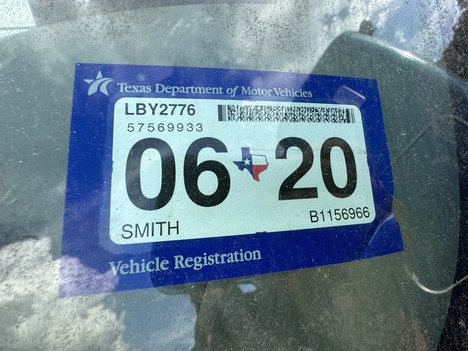 Texas Department of Motor Vehicles
LBY2776
57569933
06 20
SMITH B1156966
Vehicle Registration